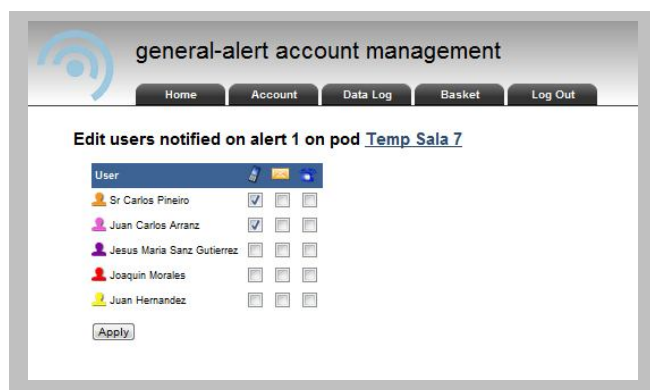 general-alert account management
Home Account Data Log Basket Log Out
Edit users notified on alert 1 on pod Temp Sala 7
User
Sr Carlos Pineiro
Juan Carlos Arranz
Jesus Maria Sanz Gutierrez
Joaquin Morales
Juan Hernandez
Apply